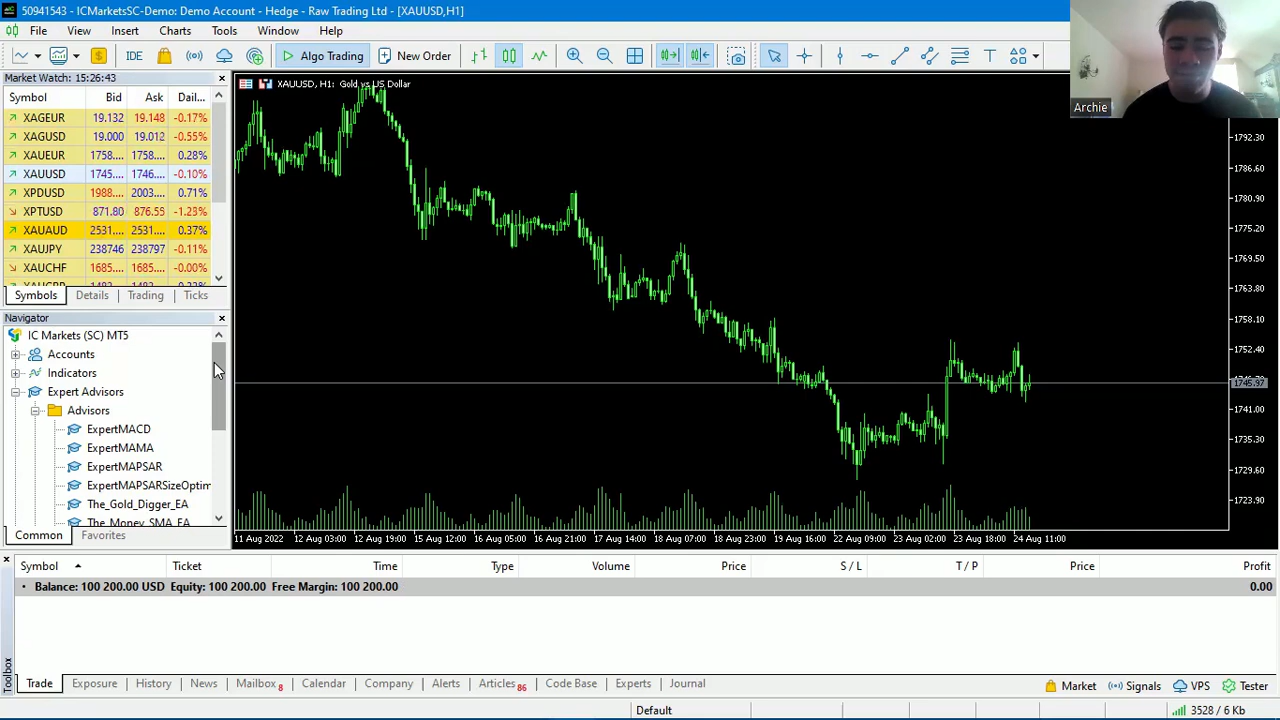 50941543 - ICMarketsSC-Demo: Demo Account - Hedge - Raw Trading Ltd - [XAUUSD,H1]
File View Insert Charts Tools Window Help
IDE Algo Trading New Order
Archie
Market Watch: 15:26:43
Symbol Bid Ask Dail...
XAGEUR 19.132 19.148 -0.17%
XAGUSD 19.000 19.012 -0.55%
XAUEUR 1758.... 1758.... 0.28%
XAUUSD 1745.... 1746.... -0.10%
XPDUSD 1988.... 2003.... 0.71%
XPTUSD 871.80 876.55 -1.23%
XAUAUD 2531.... 2531.... 0.37%
XAUJPY 238746 238797 -0.11%
XAUCHF 1685.... 1685.... -0.00%
Symbols Details Trading Ticks
Navigator
IC Markets (SC) MT5
Accounts
Indicators
Expert Advisors
Advisors
ExpertMACD
ExpertMAMA
ExpertMAPSAR
ExpertMAPSARSizeOptim
The_Gold_Digger_EA
The_Money_SMA_EA
Common Favorites
XAUUSD, H1: Gold vs US Dollar
1792.30
1786.60
1780.90
1775.20
1769.50
1763.80
1758.10
1752.40
1745.97
1741.00
1735.30
1729.60
1723.90
11 Aug 2022 12 Aug 03:00 12 Aug 19:00 15 Aug 12:00 16 Aug 05:00 16 Aug 21:00 17 Aug 14:00 18 Aug 07:00 18 Aug 23:00 19 Aug 16:00 22 Aug 09:00 23 Aug 02:00 23 Aug 18:00 24 Aug 11:00
Symbol Ticket Time Type Volume Price S / L T / P Price Profit
Balance: 100 200.00 USD Equity: 100 200.00 Free Margin: 100 200.00 0.00
Toolbox
Trade Exposure History News Mailbox 8 Calendar Company Alerts Articles 86 Code Base Experts Journal
Market Signals VPS Tester
Default 3528 / 6 Kb